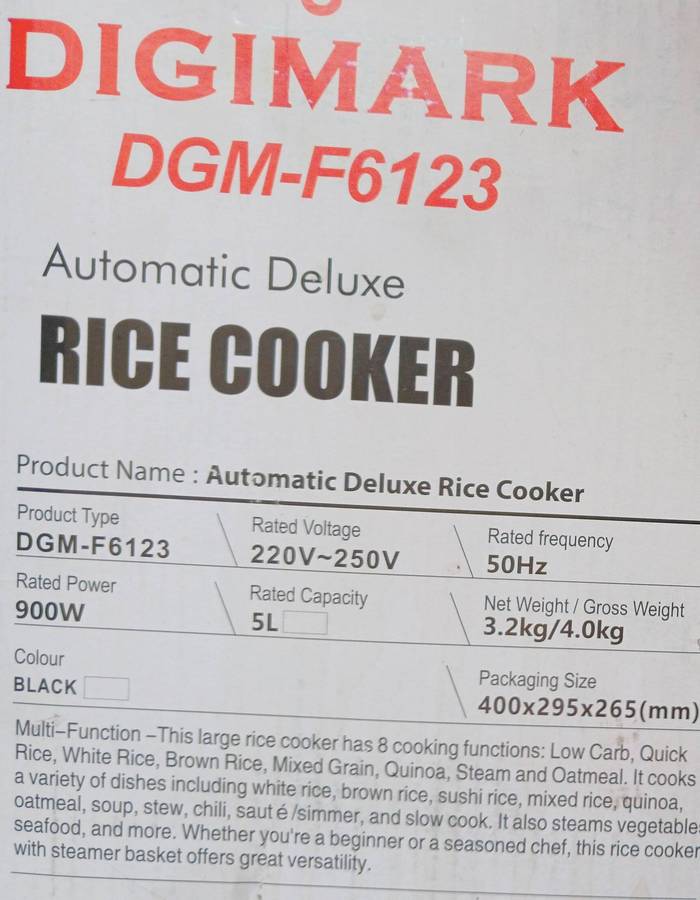 DIGIMARK
DGM-F6123
Automatic Deluxe
RICE COOKER
Product Name : Automatic Deluxe Rice Cooker
Product Type
DGM-F6123
Rated Voltage
220V~250V
Rated frequency
50Hz
Rated Power
900W
Rated Capacity
5L
Net Weight / Gross Weight
3.2kg/4.0kg
Colour
BLACK
Packaging Size
400x295x265(mm)
Multi-Function -This large rice cooker has 8 cooking functions: Low Carb, Quick
Rice, White Rice, Brown Rice, Mixed Grain, Quinoa, Steam and Oatmeal. It cooks
a variety of dishes including white rice, brown rice, sushi rice, mixed rice, quinoa,
oatmeal, soup, stew, chili, saut é /simmer, and slow cook. It also steams vegetable
seafood, and more. Whether you're a beginner or a seasoned chef, this rice cooker
with steamer basket offers great versatility.